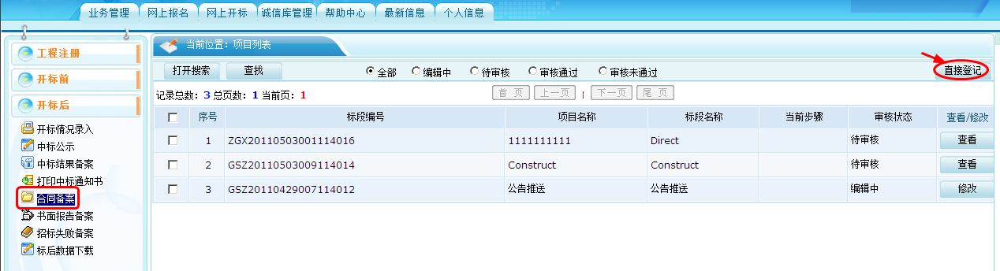 业务管理 网上报名 网上开标 诚信库管理 帮助中心 最新信息 个人信息
当前位置：项目列表
工程注册
开标前
开标后
开标情况录入
中标公示
中标结果备案
打印中标通知书
合同备案
书面报告备案
招标失败备案
标后数据下载
打开搜索 查找 全部 编辑中 待审核 审核通过 审核未通过 直接登记
记录总数：3 总页数：1 当前页：1 首 页 上一页 ¦ 下一页 尾 页
序号 标段编号 项目名称 标段名称 当前步骤 审核状态 查看/修改
1 ZGX20110503001114016 1111111111 Direct 待审核 查看
2 GSZ20110503009114014 Construct Construct 待审核 查看
3 GSZ20110429007114012 公告推送 公告推送 编辑中 修改